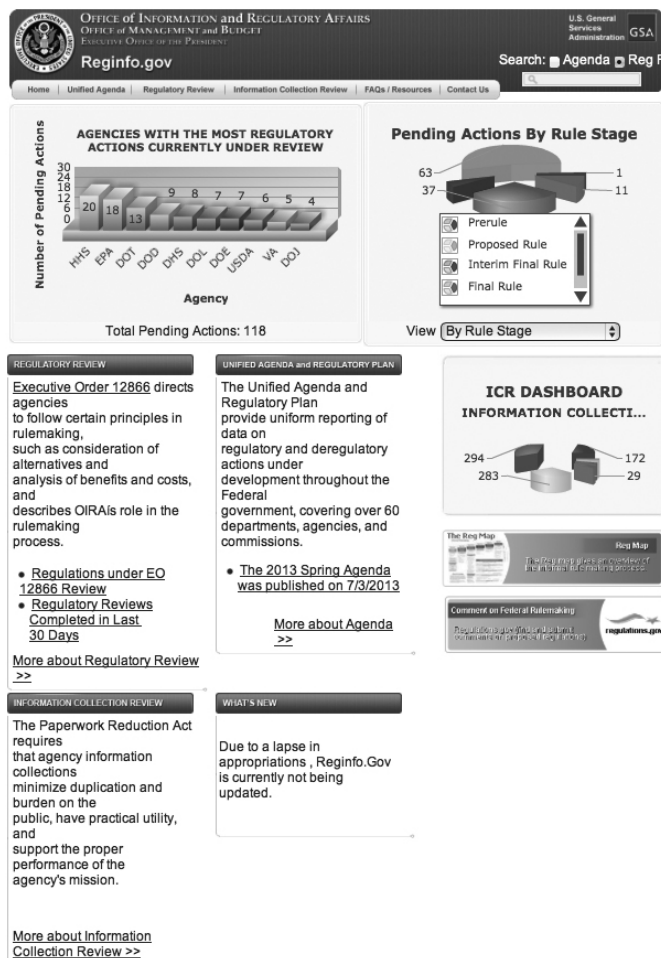 OFFICE OF INFORMATION AND REGULATORY AFFAIRS
OFFICE OF MANAGEMENT AND BUDGET
EXECUTIVE OFFICE OF THE PRESIDENT
Reginfo.gov
U.S. General
Services
Administration GSA
Search: Agenda Reg F
Home | Unified Agenda | Regulatory Review | Information Collection Review | FAQs / Resources | Contact Us
AGENCIES WITH THE MOST REGULATORY
ACTIONS CURRENTLY UNDER REVIEW
Number of Pending Actions
30
24
18
12
6
0
20 18 13 9 8 7 7 6 5 4
HHS EPA DOT DOD DHS DOL DOE USDA VA DOJ
Agency
Total Pending Actions: 118
Pending Actions By Rule Stage
63 1
37 11
Prerule
Proposed Rule
Interim Final Rule
Final Rule
View By Rule Stage
REGULATORY REVIEW
Executive Order 12866 directs
agencies
to follow certain principles in
rulemaking,
such as consideration of
alternatives and
analysis of benefits and costs,
and
describes OIRAís role in the
rulemaking
process.
• Regulations under EO
12866 Review
• Regulatory Reviews
Completed in Last
30 Days
More about Regulatory Review
>>
UNIFIED AGENDA and REGULATORY PLAN
The Unified Agenda and
Regulatory Plan
provide uniform reporting of
data on
regulatory and deregulatory
actions under
development throughout the
Federal
government, covering over 60
departments, agencies, and
commissions.
• The 2013 Spring Agenda
was published on 7/3/2013
More about Agenda
>>
ICR DASHBOARD
INFORMATION COLLECTI...
294 172
283 29
The Reg Map
Reg Map
The Reg map gives an overview of
the informal rule making process.
Comment on Federal Rulemaking
regulations.gov
INFORMATION COLLECTION REVIEW
The Paperwork Reduction Act
requires
that agency information
collections
minimize duplication and
burden on the
public, have practical utility,
and
support the proper
performance of the
agency's mission.
More about Information
Collection Review >>
WHAT'S NEW
Due to a lapse in
appropriations , Reginfo.Gov
is currently not being
updated.